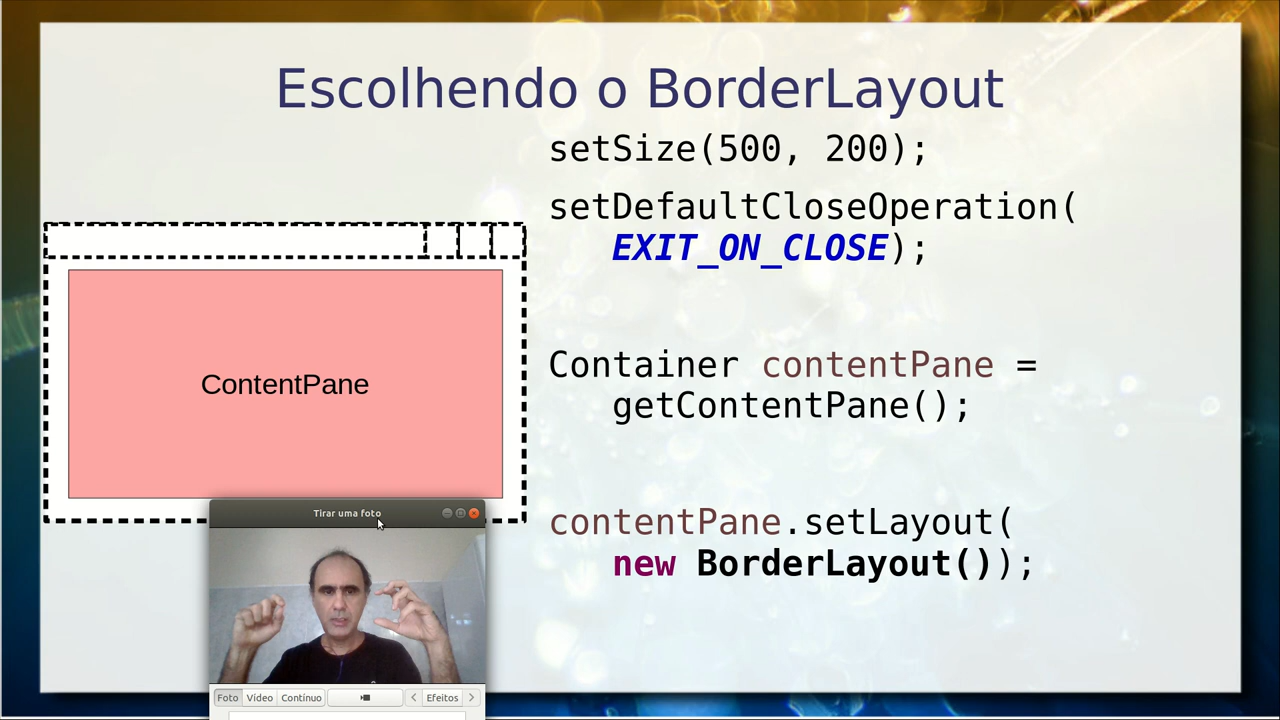 Escolhendo o BorderLayout
setSize(500, 200);
setDefaultCloseOperation(
EXIT_ON_CLOSE);
Container contentPane =
getContentPane();
contentPane.setLayout(
new BorderLayout());
ContentPane
Tirar uma foto
Foto Vídeo Contínuo Efeitos